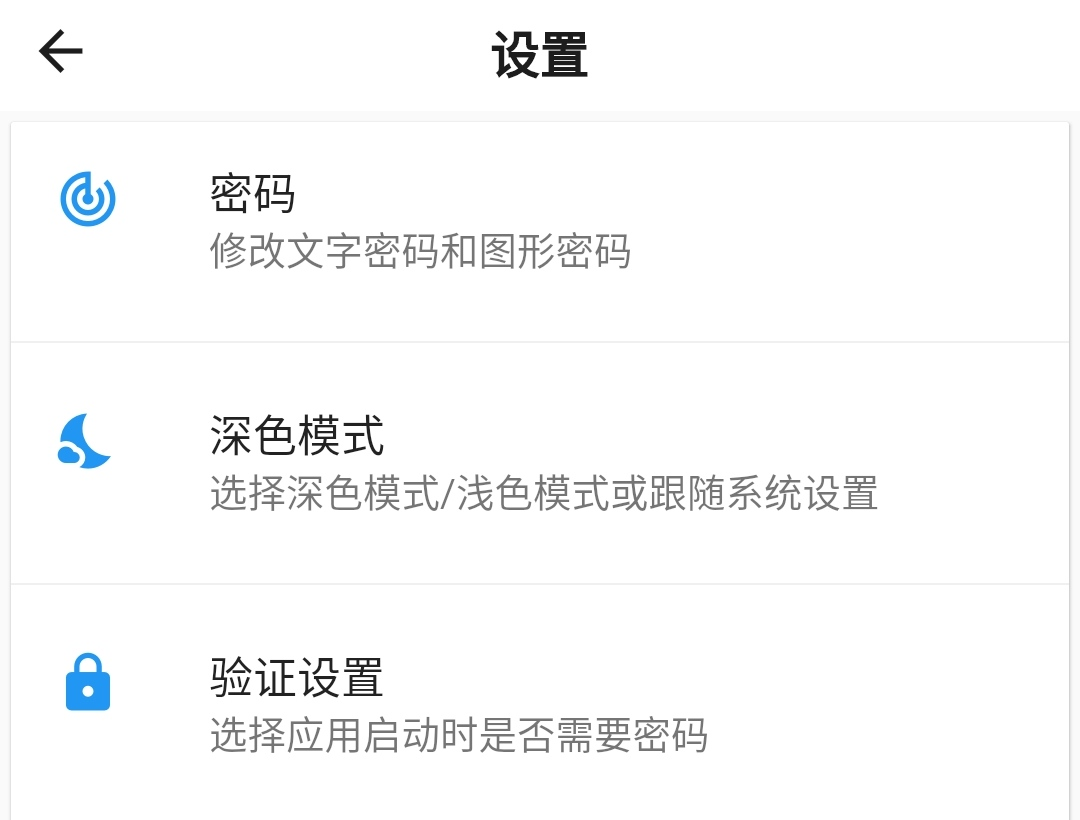 设置
密码
修改文字密码和图形密码
深色模式
选择深色模式/浅色模式或跟随系统设置
验证设置
选择应用启动时是否需要密码